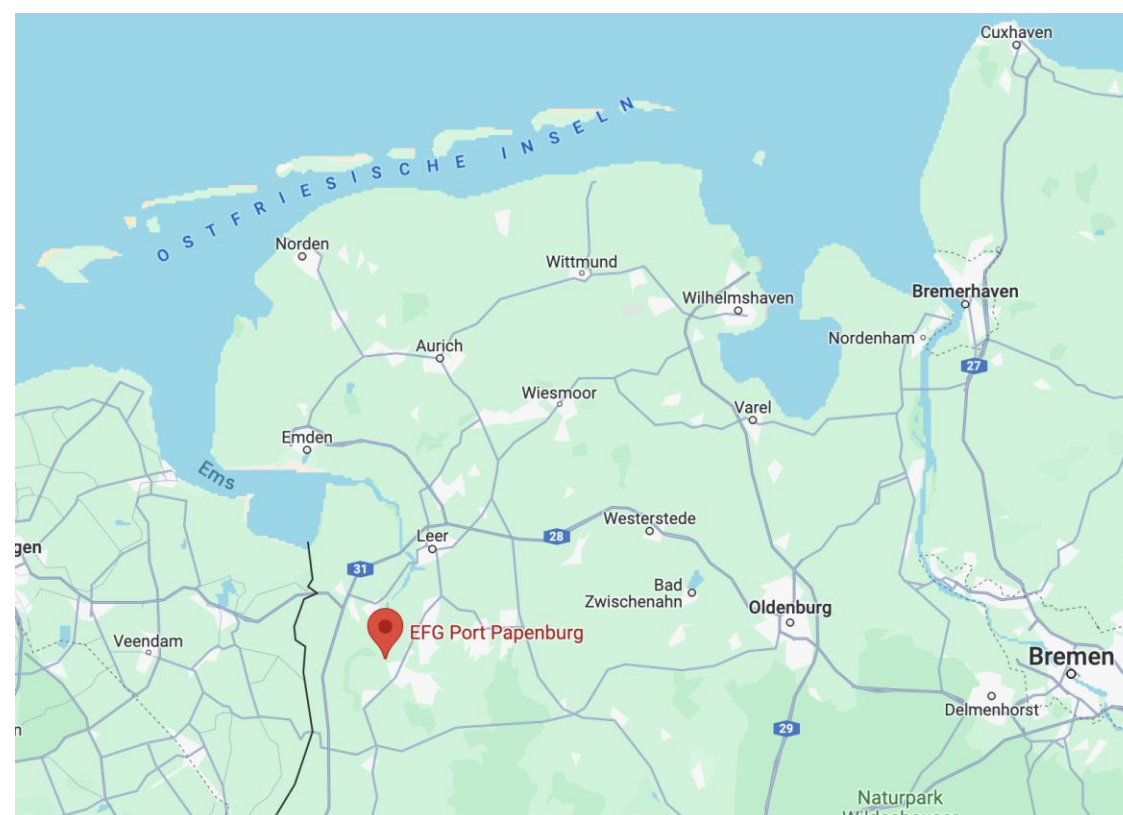 Cuxhaven
OSTFRIESISCHE INSELN
Norden
Wittmund
Wilhelmshaven
Bremerhaven
Nordenham
Aurich
27
Wiesmoor
Varel
Emden
Ems
Westerstede
28
Leer
gen
31
Bad
Zwischenahn
Oldenburg
EFG Port Papenburg
Veendam
Bremen
Delmenhorst
n
29
Naturpark